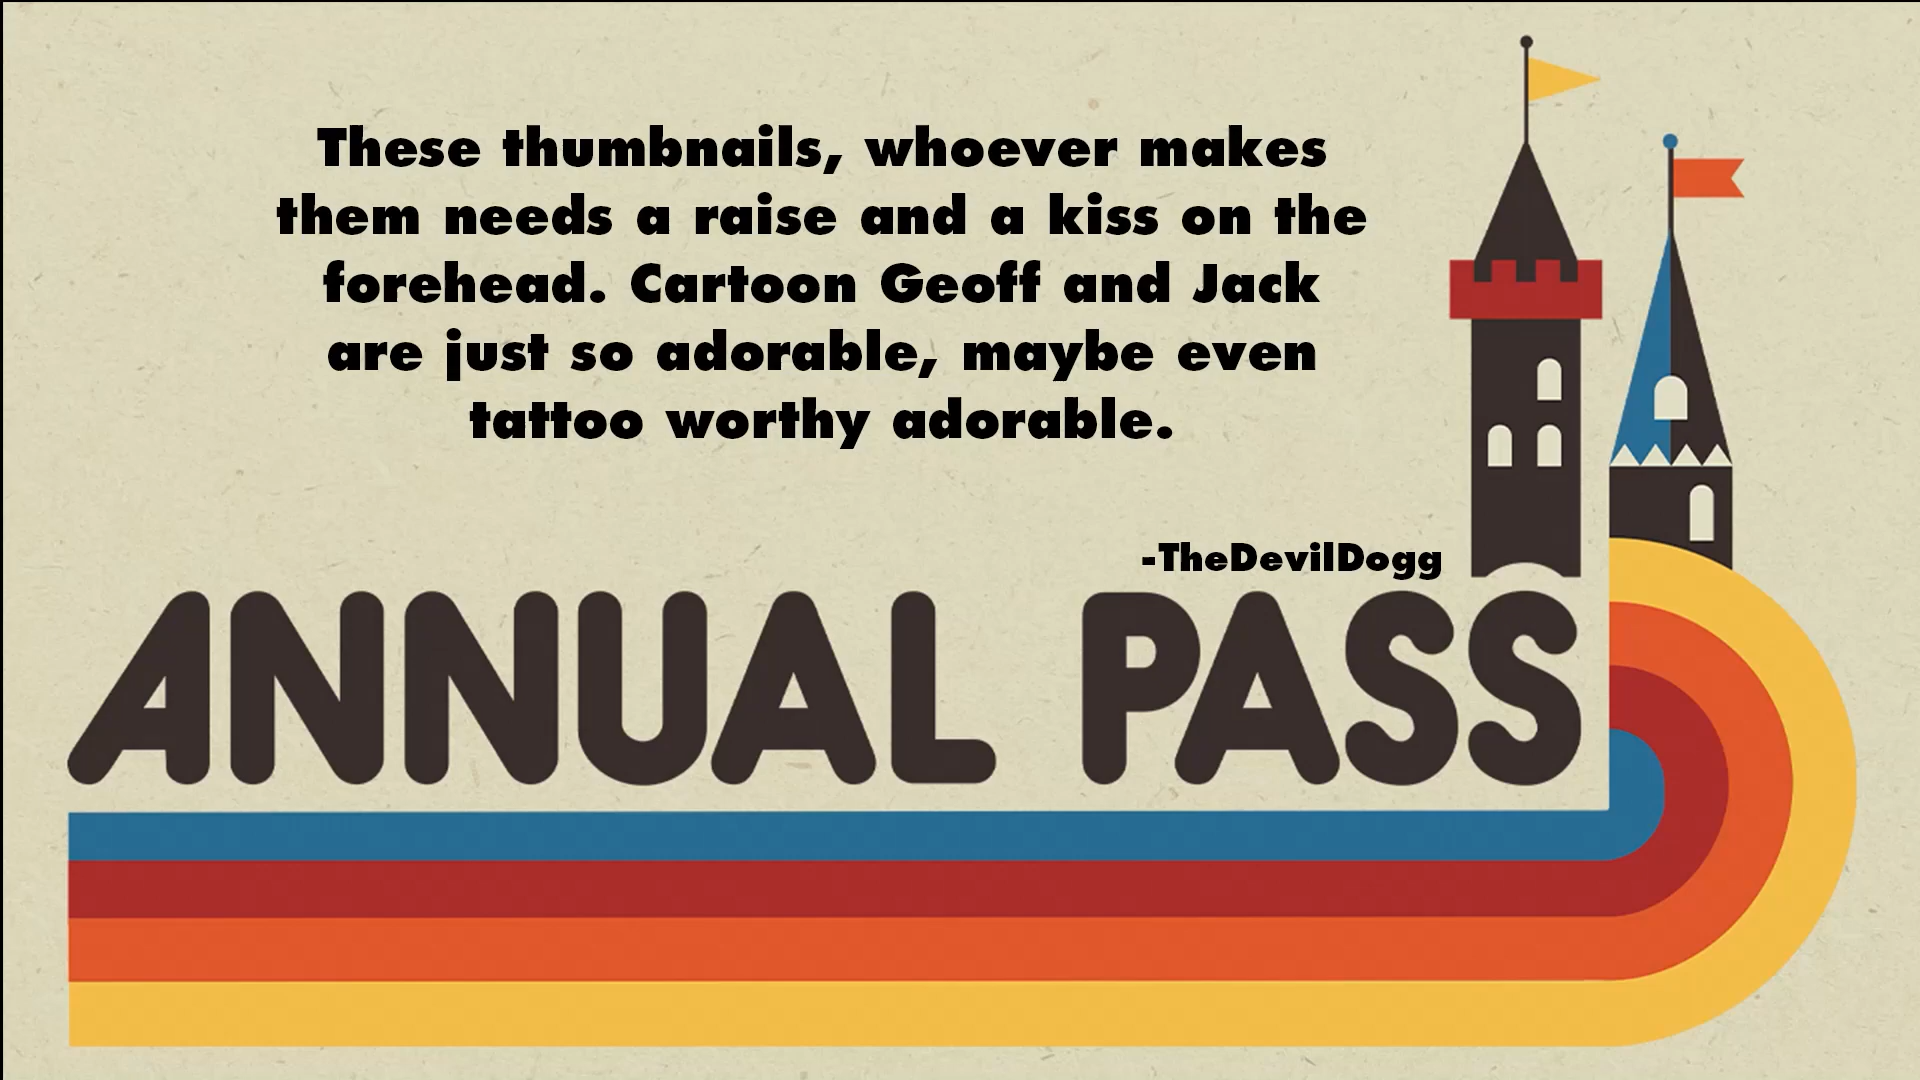 These thumbnails, whoever makes
them needs a raise and a kiss on the
forehead. Cartoon Geoff and Jack
are just so adorable, maybe even
tattoo worthy adorable.
-TheDevilDogg
ANNUAL PASS